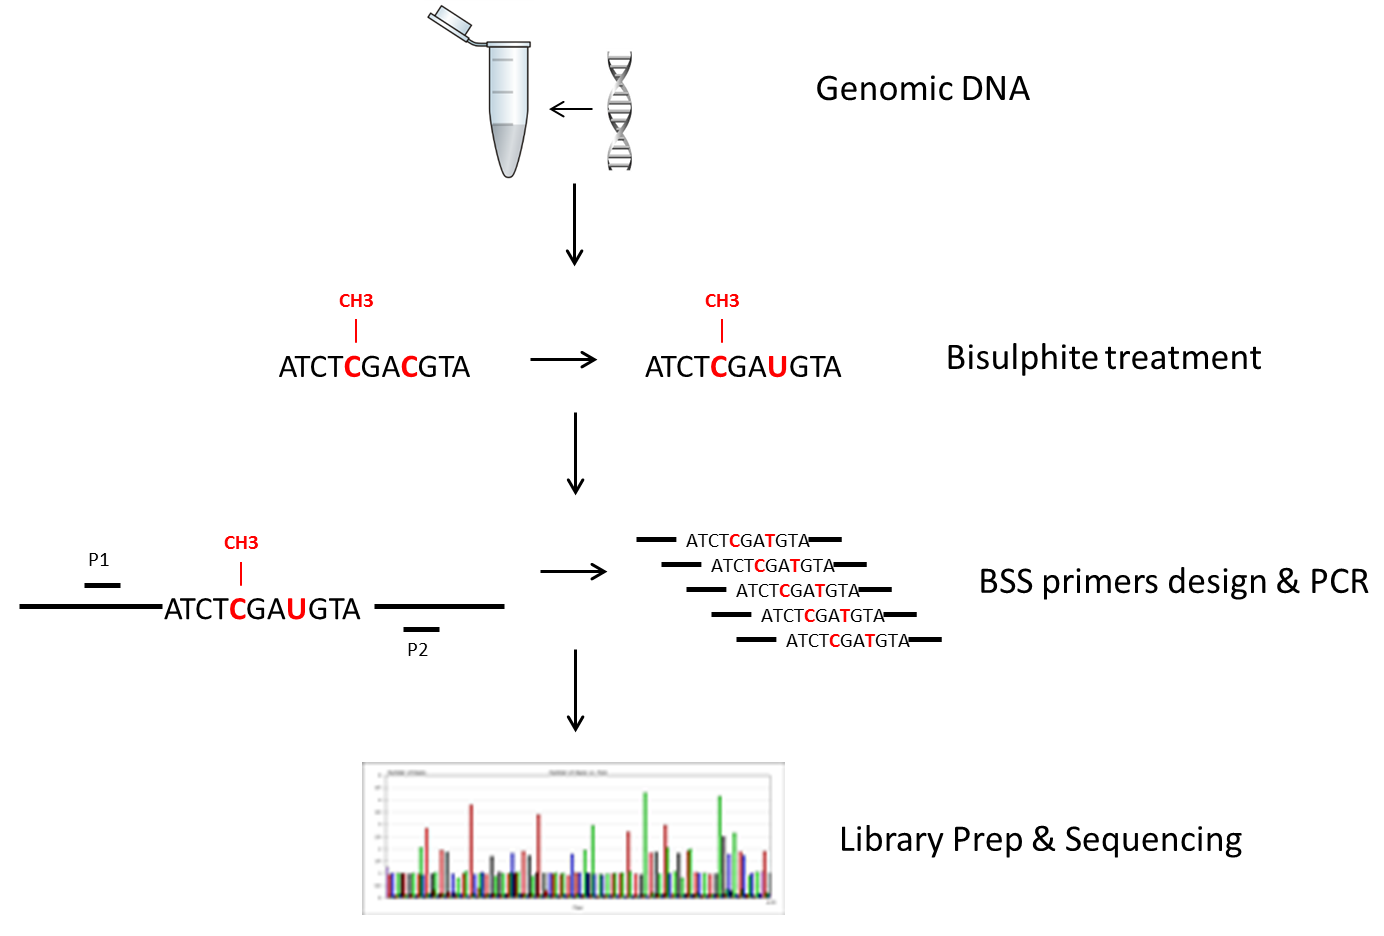 Genomic DNA
CH3
CH3
ATCTCGACGTA
ATCTCGAUGTA
Bisulphite treatment
P1
CH3
ATCTCGAUGTA
P2
ATCTCGATGTA
ATCTCGATGTA
ATCTCGATGTA
ATCTCGATGTA
ATCTCGATGTA
BSS primers design & PCR
Library Prep & Sequencing